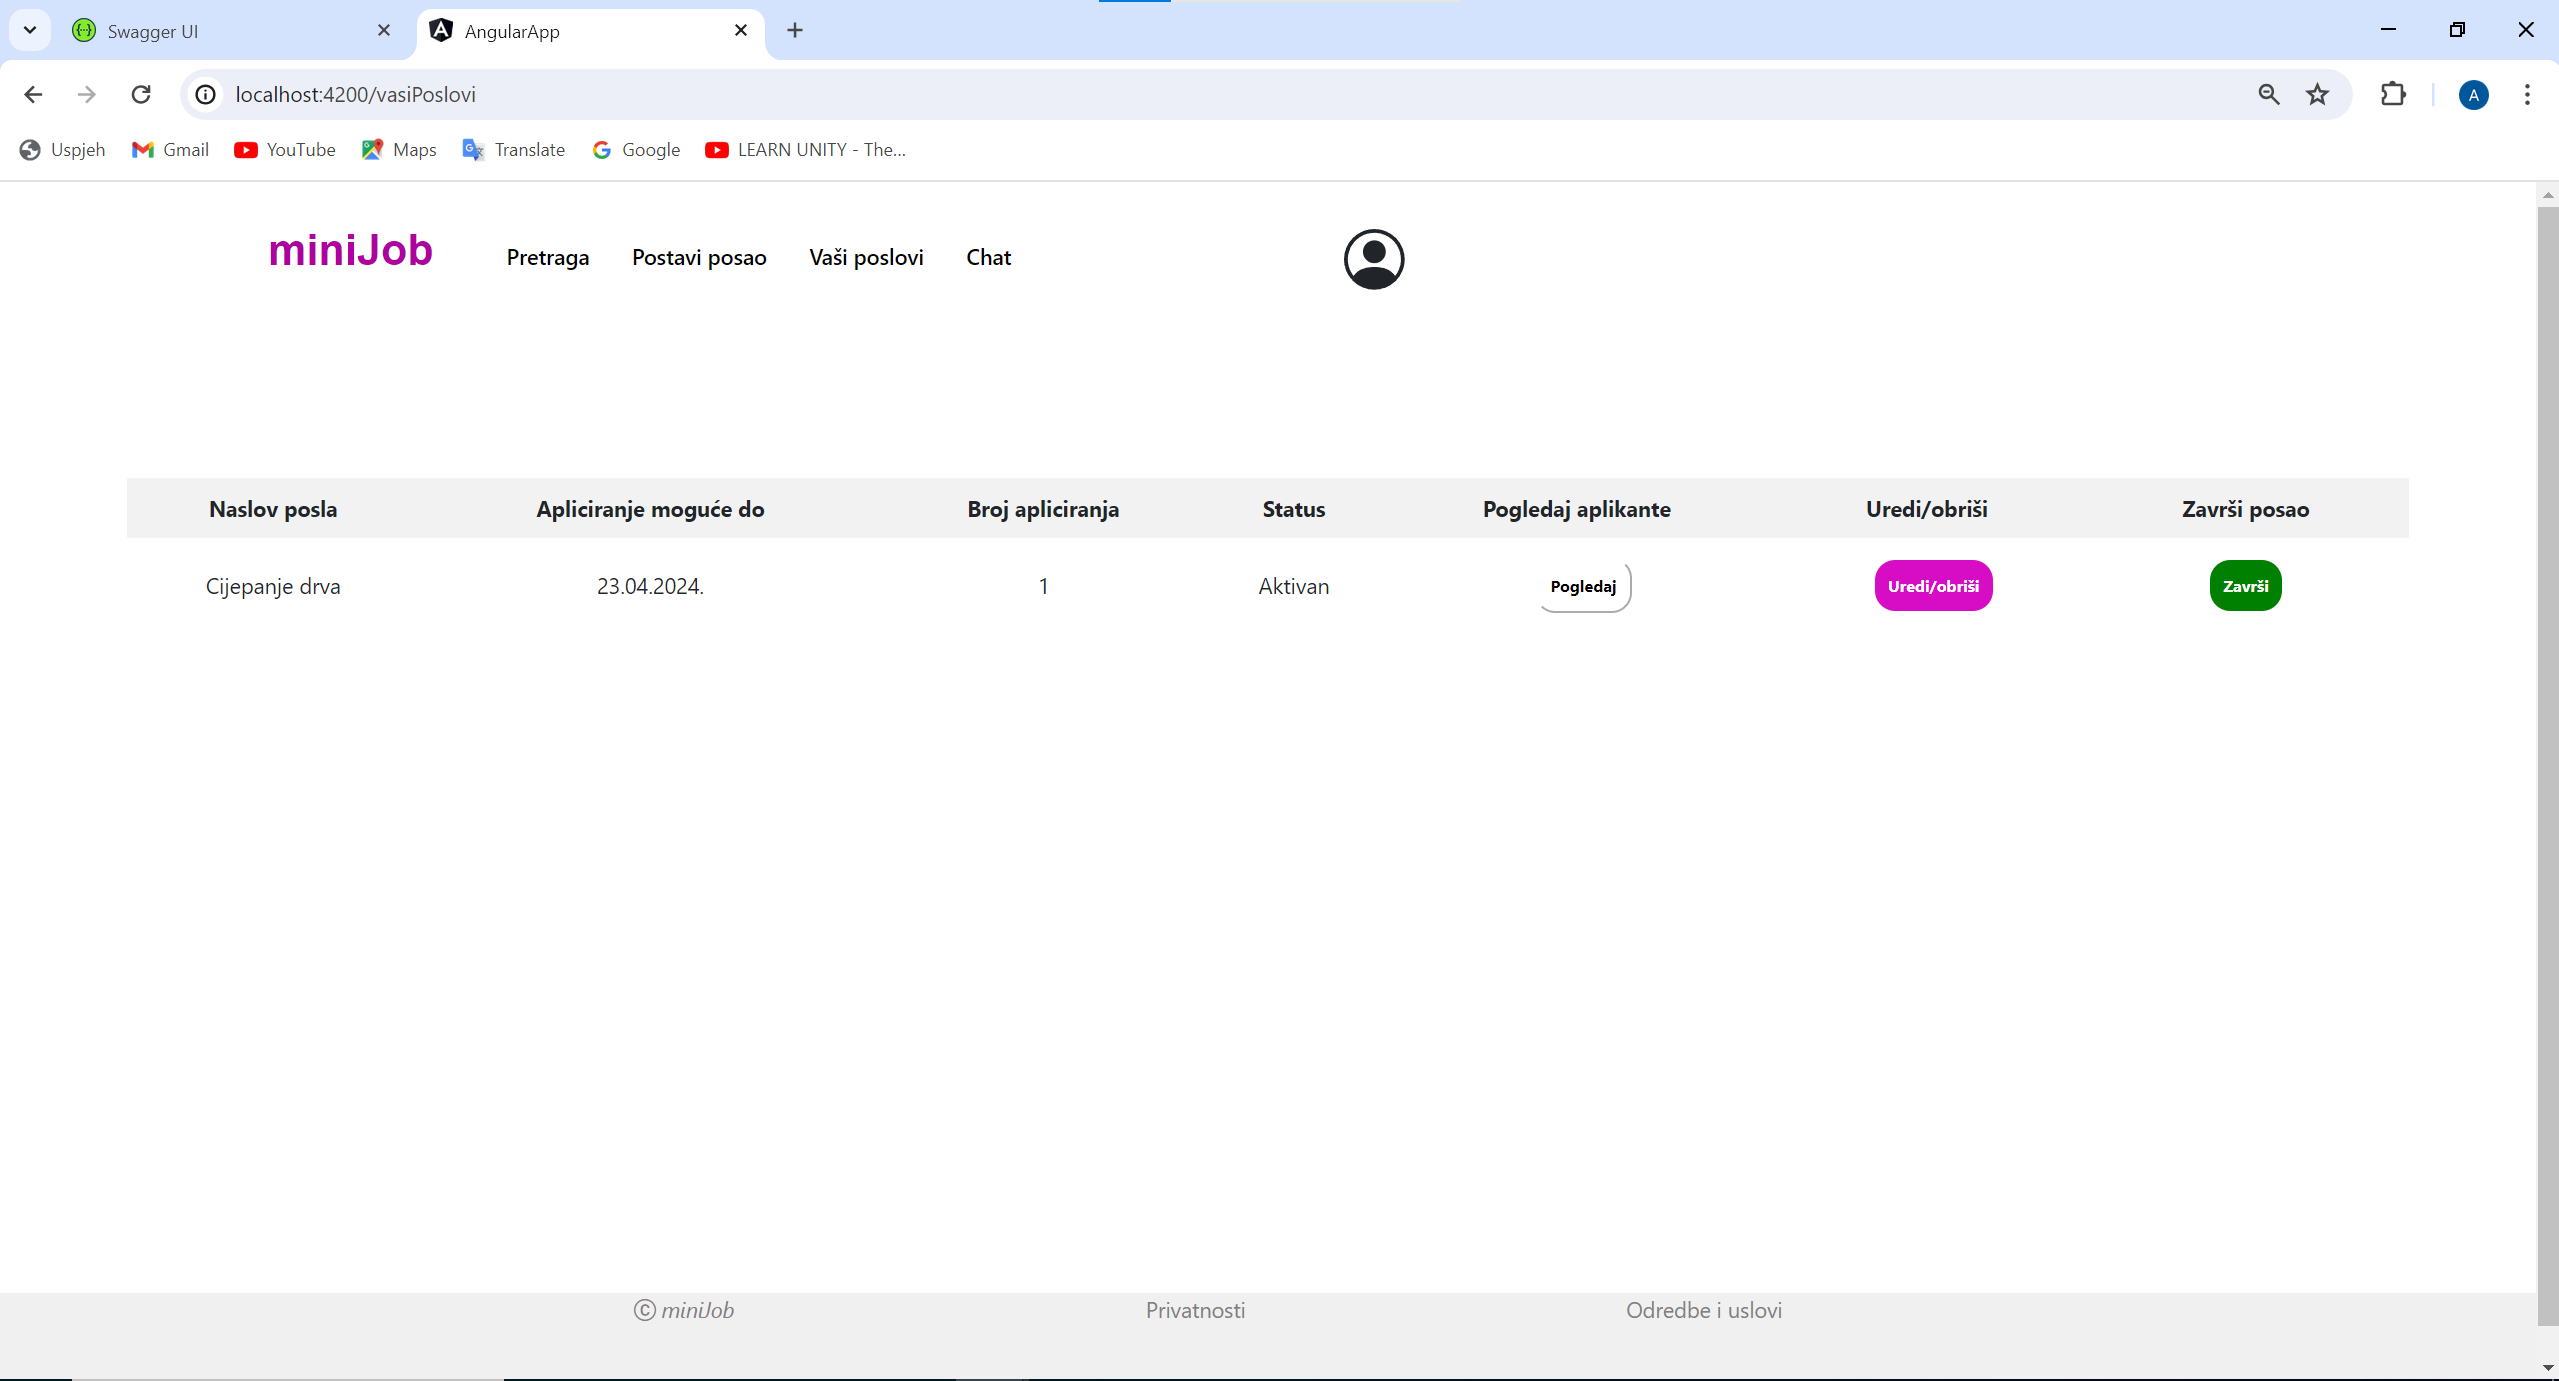 Swagger UI
AngularApp
localhost:4200/vasiPoslovi
A
Uspjeh
Gmail
YouTube
Maps
Translate
Google
LEARN UNITY - The...
miniJob
Pretraga
Postavi posao
Vaši poslovi
Chat
Naslov posla
Apliciranje moguće do
Broj apliciranja
Status
Pogledaj aplikante
Uredi/obriši
Završi posao
Cijepanje drva
23.04.2024.
1
Aktivan
Pogledaj
Uredi/obriši
Završi
© miniJob
Privatnosti
Odredbe i uslovi